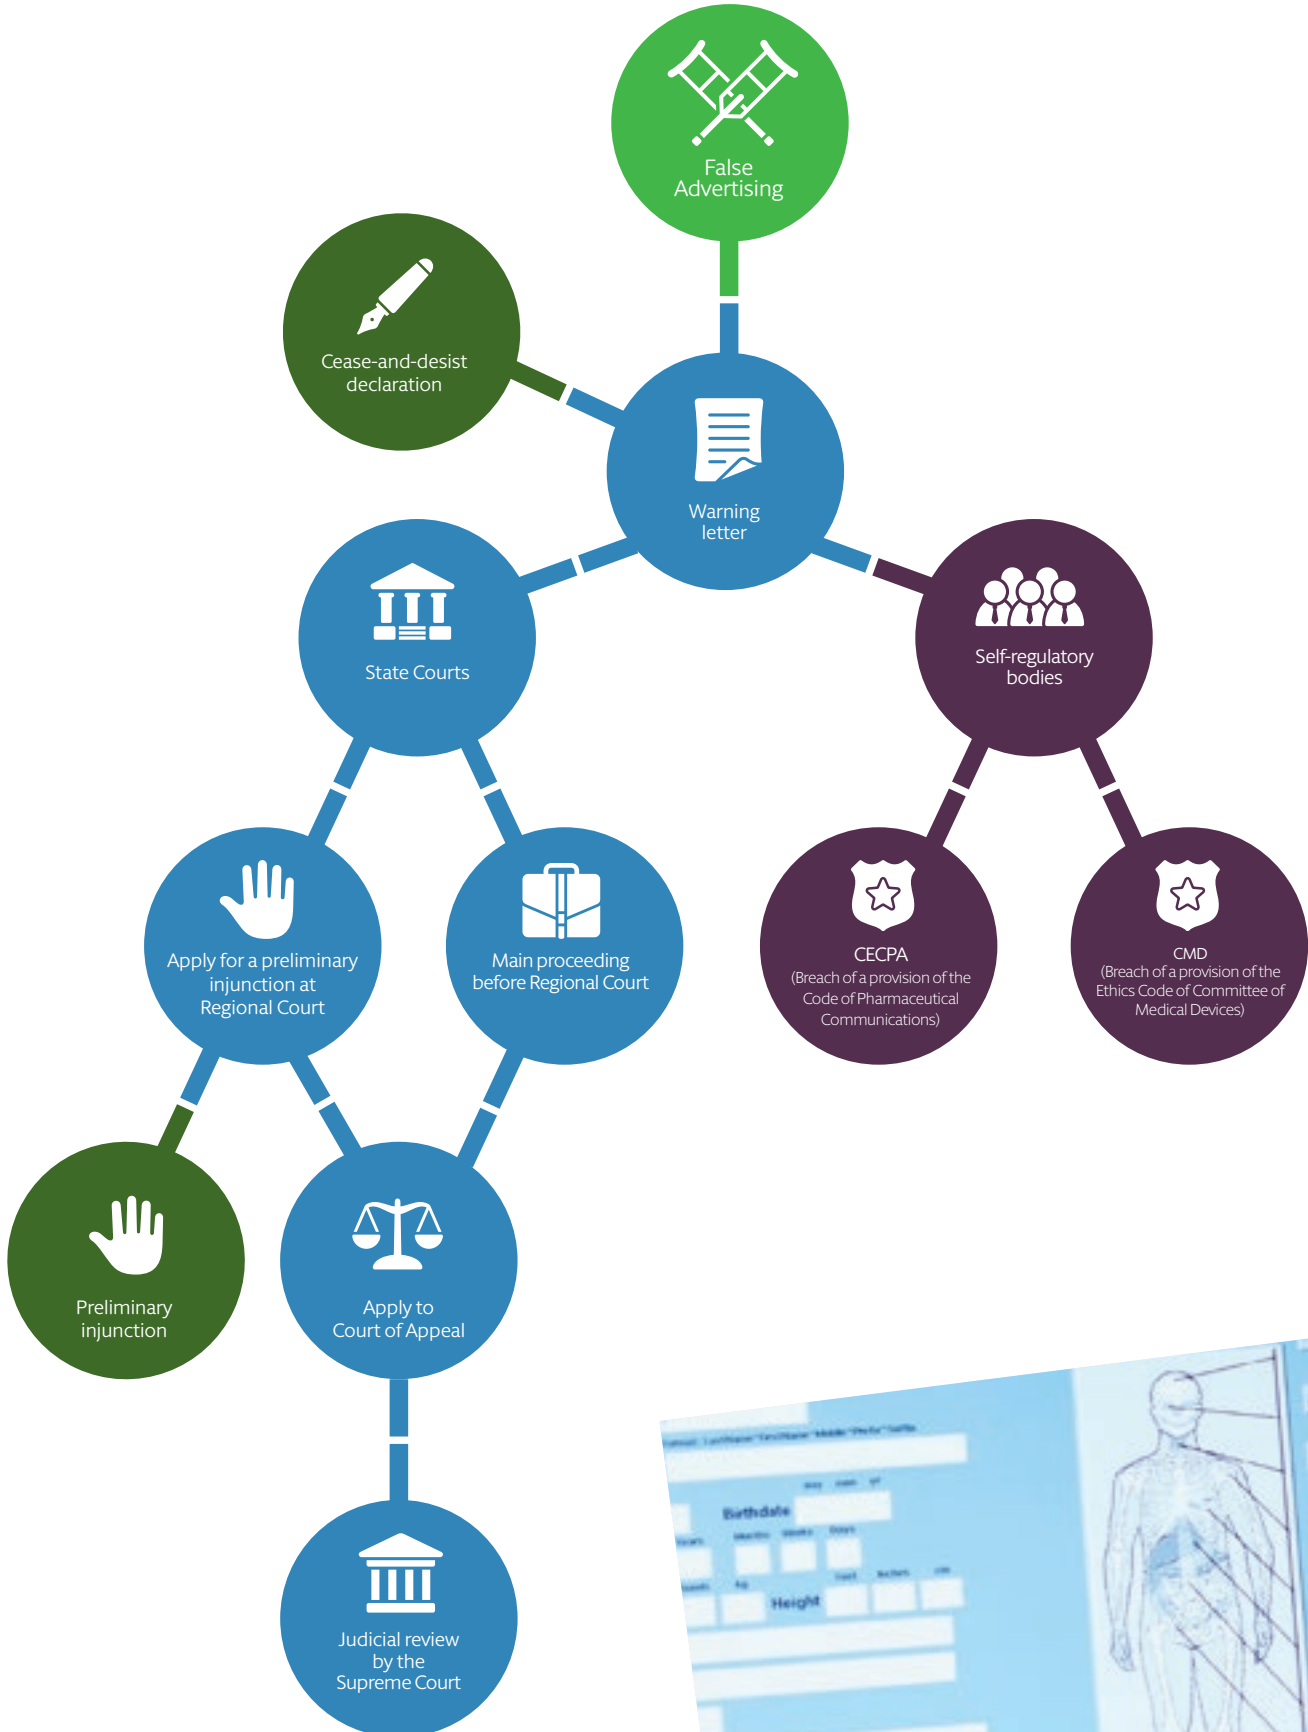 False
Advertising
Cease-and-desist
declaration
Warning
letter
State Courts
Self-regulatory
bodies
Apply for a preliminary
injunction at
Regional Court
Main proceeding
before Regional Court
CECPA
(Breach of a provision of the
Code of Pharmaceutical
Communications)
CMD
(Breach of a provision of the
Ethics Code of Committee of
Medical Devices)
Preliminary
injunction
Apply to
Court of Appeal
Judicial review
by the
Supreme Court
Birthdate
Months Weeks Days
Height